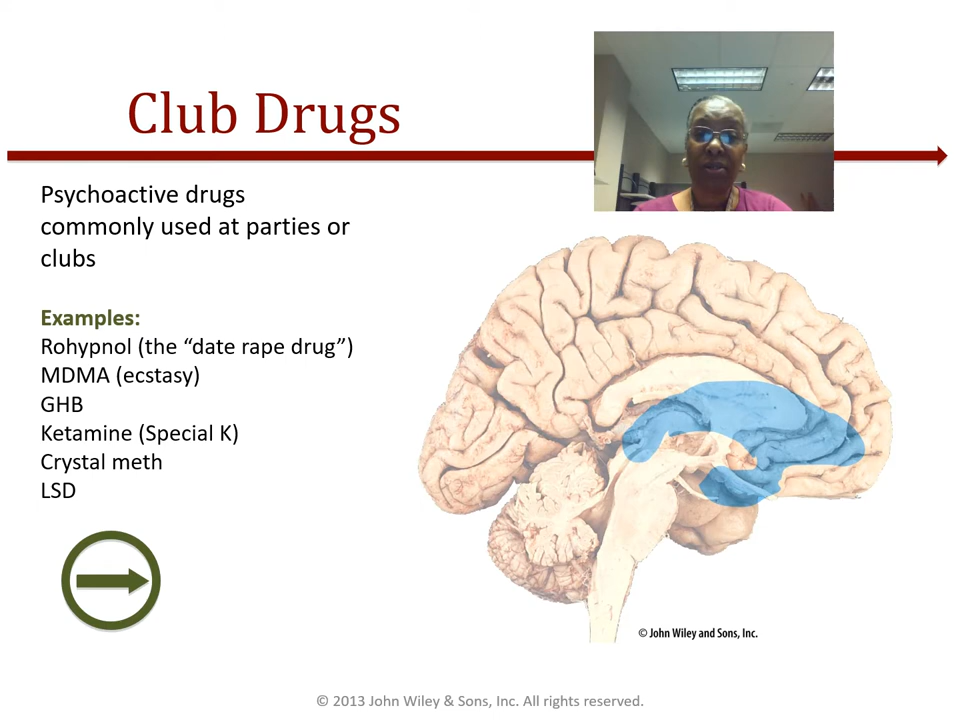 Club Drugs
Psychoactive drugs
commonly used at parties or
clubs
Examples:
Rohypnol (the “date rape drug”)
MDMA (ecstasy)
GHB
Ketamine (Special K)
Crystal meth
LSD
© John Wiley and Sons, Inc.
© 2013 John Wiley & Sons, Inc. All rights reserved.